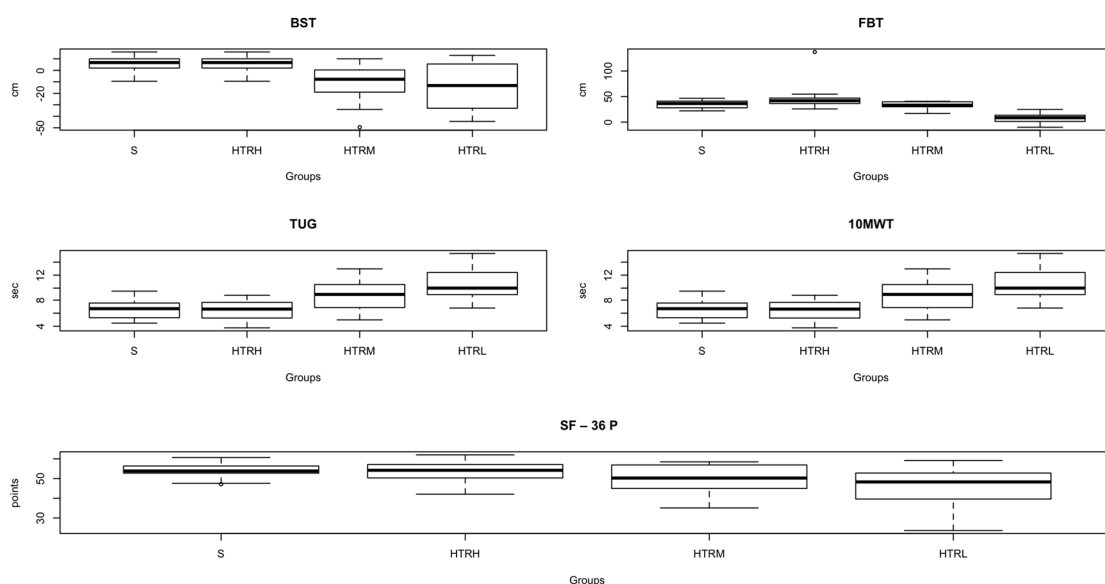 BST
cm
0
-20
-50
S HTRH HTRM HTRL
Groups
FBT
cm
100
50
0
S HTRH HTRM HTRL
Groups
TUG
sec
12
8
4
S HTRH HTRM HTRL
Groups
10MWT
sec
12
8
4
S HTRH HTRM HTRL
Groups
SF – 36 P
points
50
30
S HTRH HTRM HTRL
Groups